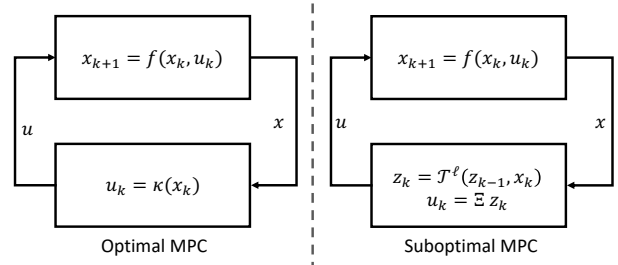 x_{k+1} = f(x_k, u_k)
u
x
u_k = κ(x_k)
Optimal MPC
x_{k+1} = f(x_k, u_k)
u
x
z_k = 𝒯^ℓ(z_{k-1}, x_k)
u_k = Ξ z_k
Suboptimal MPC